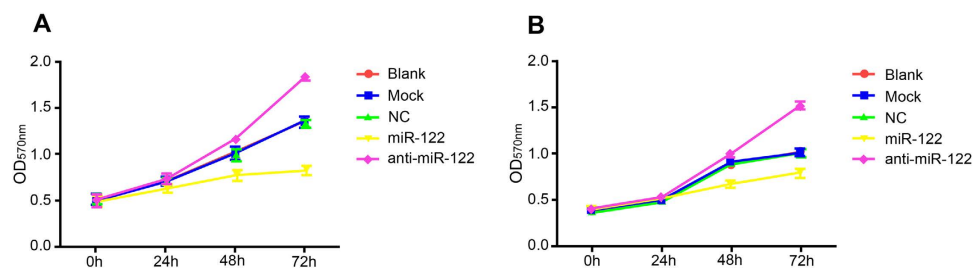 A
2.0
1.5
1.0
0.5
0.0
OD570nm
0h 24h 48h 72h
Blank
Mock
NC
miR-122
anti-miR-122
B
2.0
1.5
1.0
0.5
0.0
OD570nm
0h 24h 48h 72h
Blank
Mock
NC
miR-122
anti-miR-122